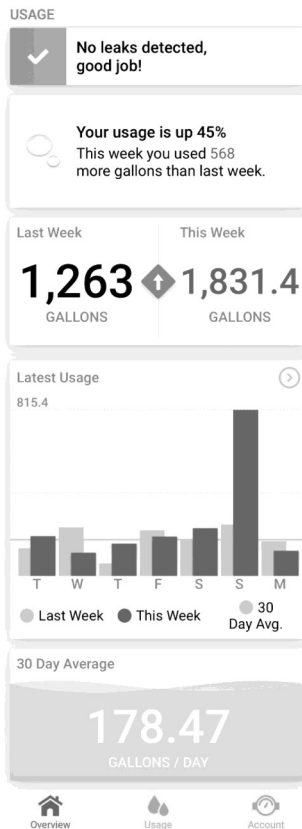 USAGE
No leaks detected,
good job!
Your usage is up 45%
This week you used 568
more gallons than last week.
Last Week
This Week
1,263
1,831.4
GALLONS
GALLONS
Latest Usage
815.4
T W T F S S M
Last Week
This Week
30
Day Avg.
30 Day Average
178.47
GALLONS / DAY
Overview
Usage
Account